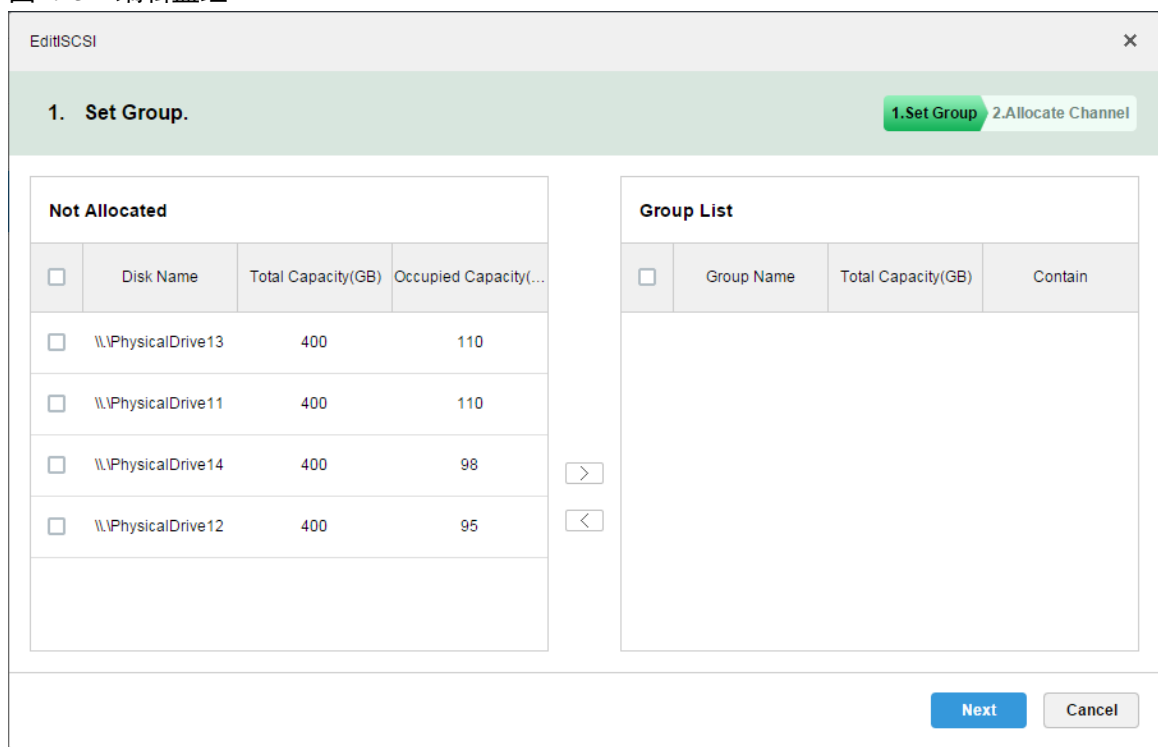 EditISCSI
1. Set Group.
1.Set Group 2.Allocate Channel
Not Allocated
Group List
Disk Name Total Capacity(GB) Occupied Capacity(...
Group Name Total Capacity(GB) Contain
\\.\PhysicalDrive13 400 110
\\.\PhysicalDrive11 400 110
\\.\PhysicalDrive14 400 98
\\.\PhysicalDrive12 400 95
Next Cancel